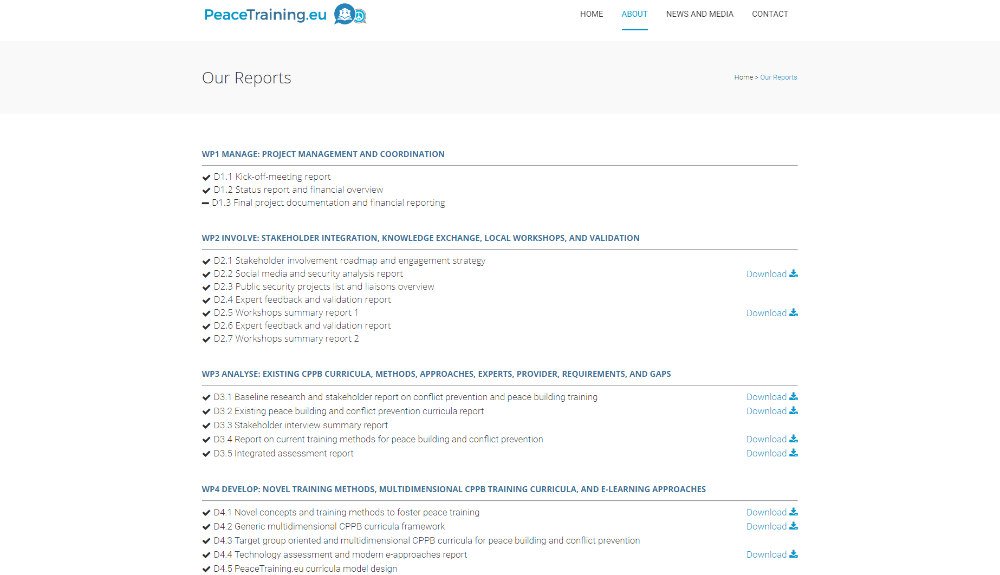 PeaceTraining.eu
HOME ABOUT NEWS AND MEDIA CONTACT
Our Reports
Home > Our Reports
WP1 MANAGE: PROJECT MANAGEMENT AND COORDINATION
D1.1 Kick-off-meeting report
D1.2 Status report and financial overview
D1.3 Final project documentation and financial reporting
WP2 INVOLVE: STAKEHOLDER INTEGRATION, KNOWLEDGE EXCHANGE, LOCAL WORKSHOPS, AND VALIDATION
D2.1 Stakeholder involvement roadmap and engagement strategy
D2.2 Social media and security analysis report Download
D2.3 Public security projects list and liaisons overview
D2.4 Expert feedback and validation report
D2.5 Workshops summary report 1 Download
D2.6 Expert feedback and validation report
D2.7 Workshops summary report 2
WP3 ANALYSE: EXISTING CPPB CURRICULA, METHODS, APPROACHES, EXPERTS, PROVIDER, REQUIREMENTS, AND GAPS
D3.1 Baseline research and stakeholder report on conflict prevention and peace building training Download
D3.2 Existing peace building and conflict prevention curricula report Download
D3.3 Stakeholder interview summary report
D3.4 Report on current training methods for peace building and conflict prevention Download
D3.5 Integrated assessment report Download
WP4 DEVELOP: NOVEL TRAINING METHODS, MULTIDIMENSIONAL CPPB TRAINING CURRICULA, AND E-LEARNING APPROACHES
D4.1 Novel concepts and training methods to foster peace training Download
D4.2 Generic multidimensional CPPB curricula framework Download
D4.3 Target group oriented and multidimensional CPPB curricula for peace building and conflict prevention
D4.4 Technology assessment and modern e-approaches report Download
D4.5 PeaceTraining.eu curricula model design